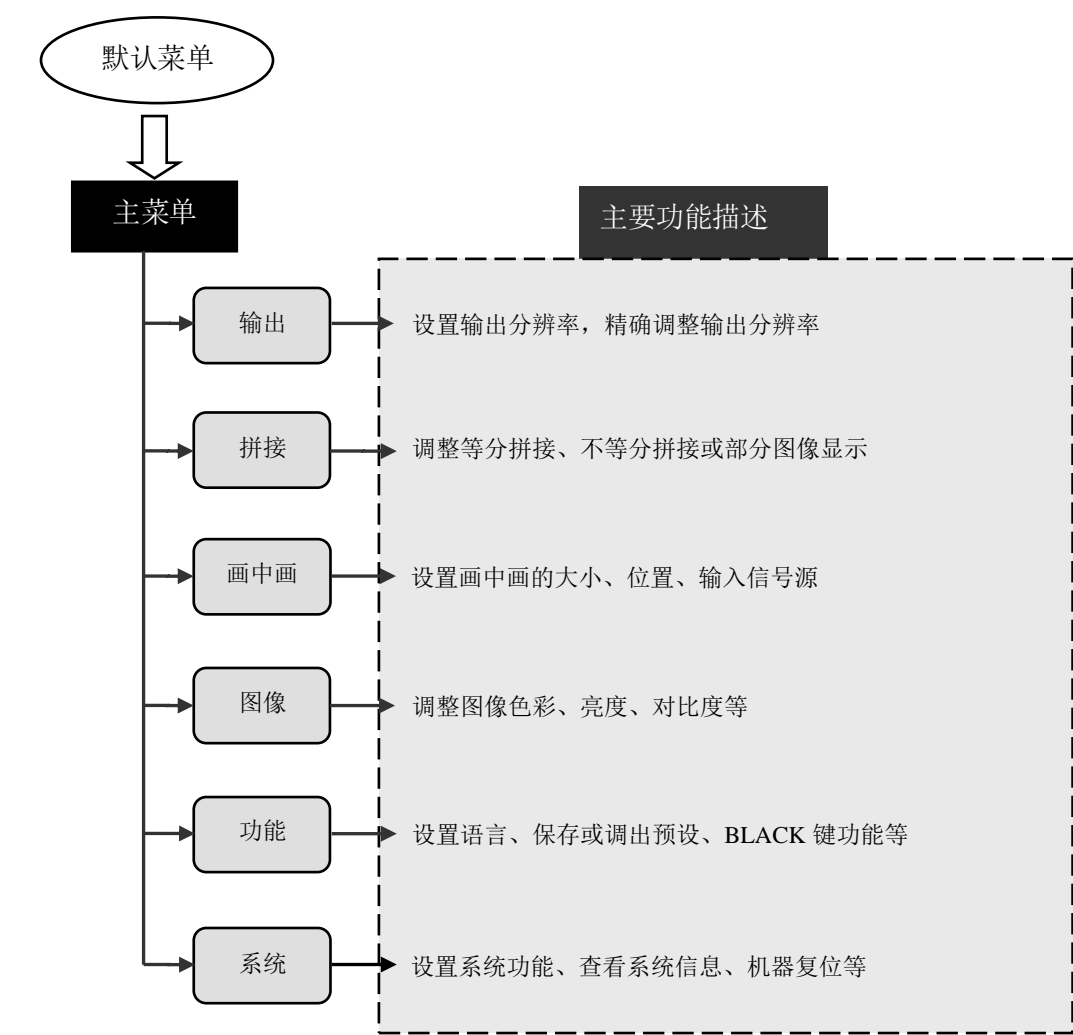 默认菜单
主菜单
主要功能描述
输出
设置输出分辨率，精确调整输出分辨率
拼接
调整等分拼接、不等分拼接或部分图像显示
画中画
设置画中画的大小、位置、输入信号源
图像
调整图像色彩、亮度、对比度等
功能
设置语言、保存或调出预设、BLACK 键功能等
系统
设置系统功能、查看系统信息、机器复位等